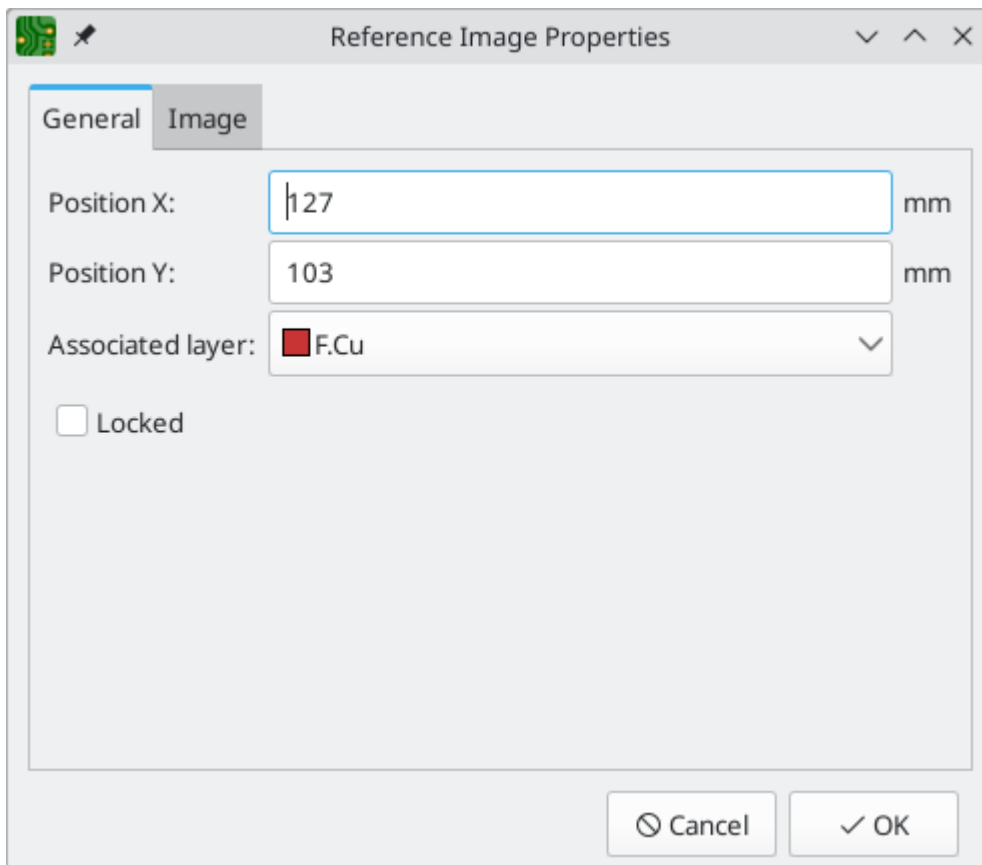 Reference Image Properties
General Image
Position X: 127 mm
Position Y: 103 mm
Associated layer: F.Cu
Locked
Cancel OK